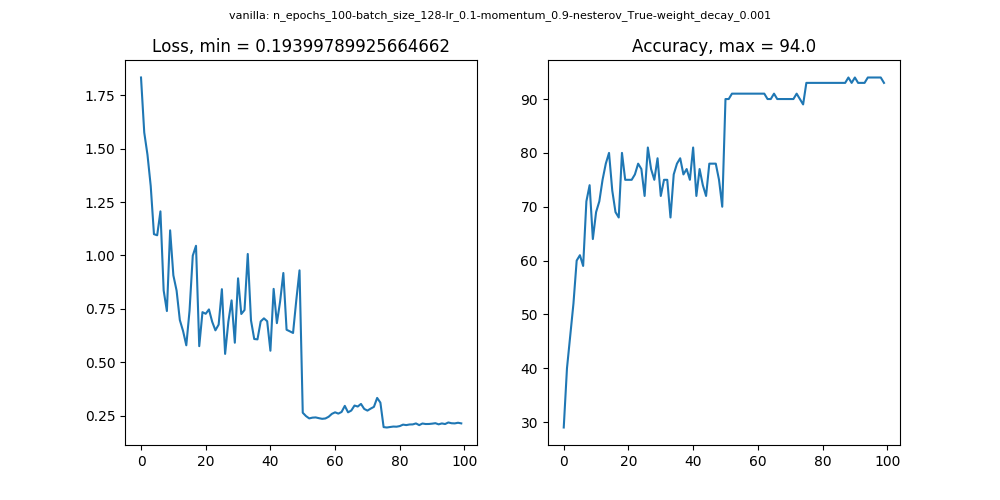 vanilla: n_epochs_100-batch_size_128-lr_0.1-momentum_0.9-nesterov_True-weight_decay_0.001
Loss, min = 0.19399789925664662
1.75
1.50
1.25
1.00
0.75
0.50
0.25
0 20 40 60 80 100
Accuracy, max = 94.0
90
80
70
60
50
40
30
0 20 40 60 80 100